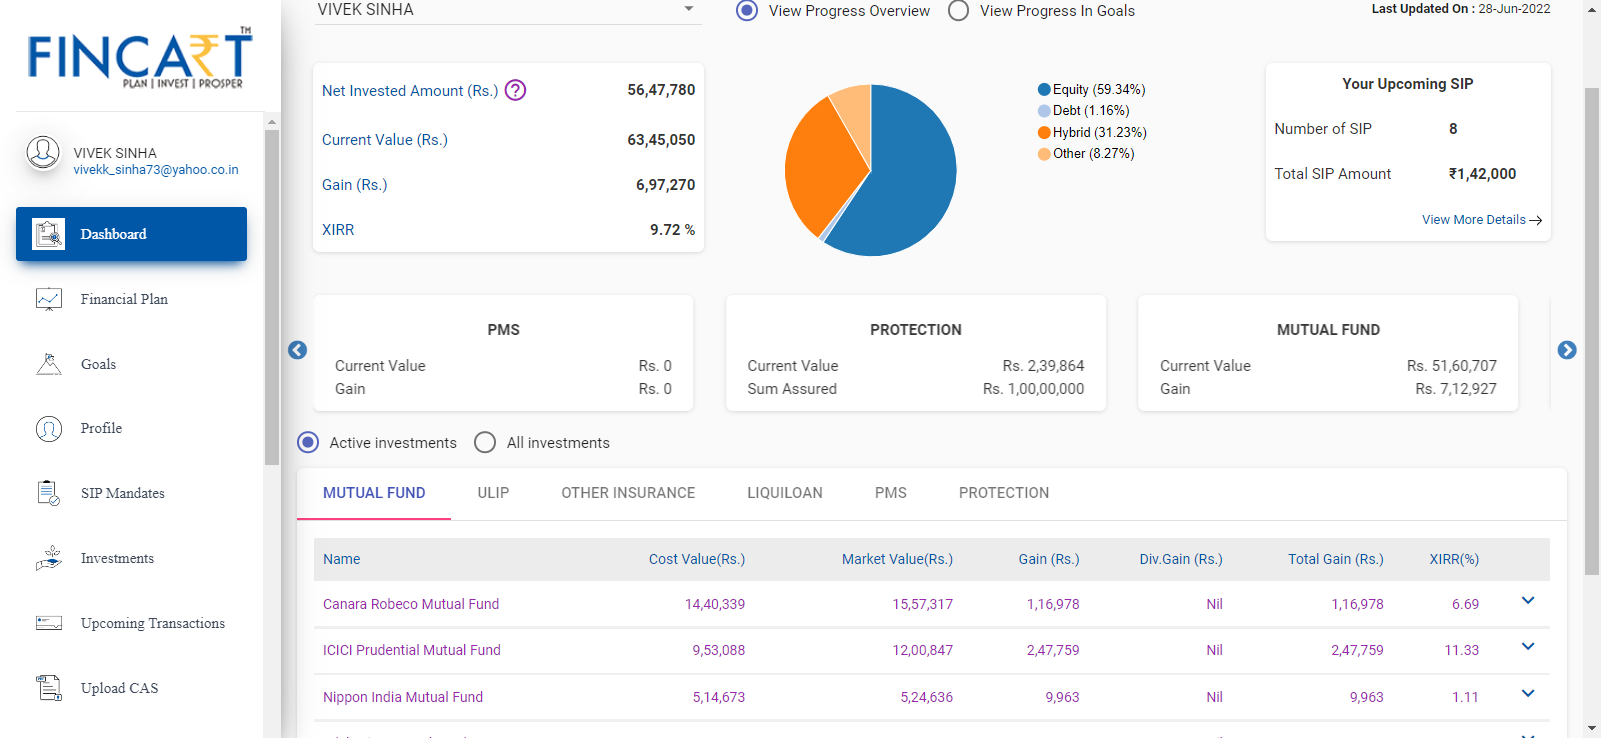 VIVEK SINHA
View Progress Overview
View Progress In Goals
Last Updated On : 28-Jun-2022
FINCART TM
PLAN | INVEST | PROSPER
VIVEK SINHA
vivekk_sinha73@yahoo.co.in
Dashboard
Financial Plan
Goals
Profile
SIP Mandates
Investments
Upcoming Transactions
Upload CAS
Net Invested Amount (Rs.) ? 56,47,780
Current Value (Rs.) 63,45,050
Gain (Rs.) 6,97,270
XIRR 9.72 %
Equity (59.34%)
Debt (1.16%)
Hybrid (31.23%)
Other (8.27%)
Your Upcoming SIP
Number of SIP 8
Total SIP Amount ₹1,42,000
View More Details
PMS
Current Value Rs. 0
Gain Rs. 0
PROTECTION
Current Value Rs. 2,39,864
Sum Assured Rs. 1,00,00,000
MUTUAL FUND
Current Value Rs. 51,60,707
Gain Rs. 7,12,927
Active investments All investments
MUTUAL FUND ULIP OTHER INSURANCE LIQUILOAN PMS PROTECTION
Name Cost Value(Rs.) Market Value(Rs.) Gain (Rs.) Div.Gain (Rs.) Total Gain (Rs.) XIRR(%)
Canara Robeco Mutual Fund 14,40,339 15,57,317 1,16,978 Nil 1,16,978 6.69
ICICI Prudential Mutual Fund 9,53,088 12,00,847 2,47,759 Nil 2,47,759 11.33
Nippon India Mutual Fund 5,14,673 5,24,636 9,963 Nil 9,963 1.11